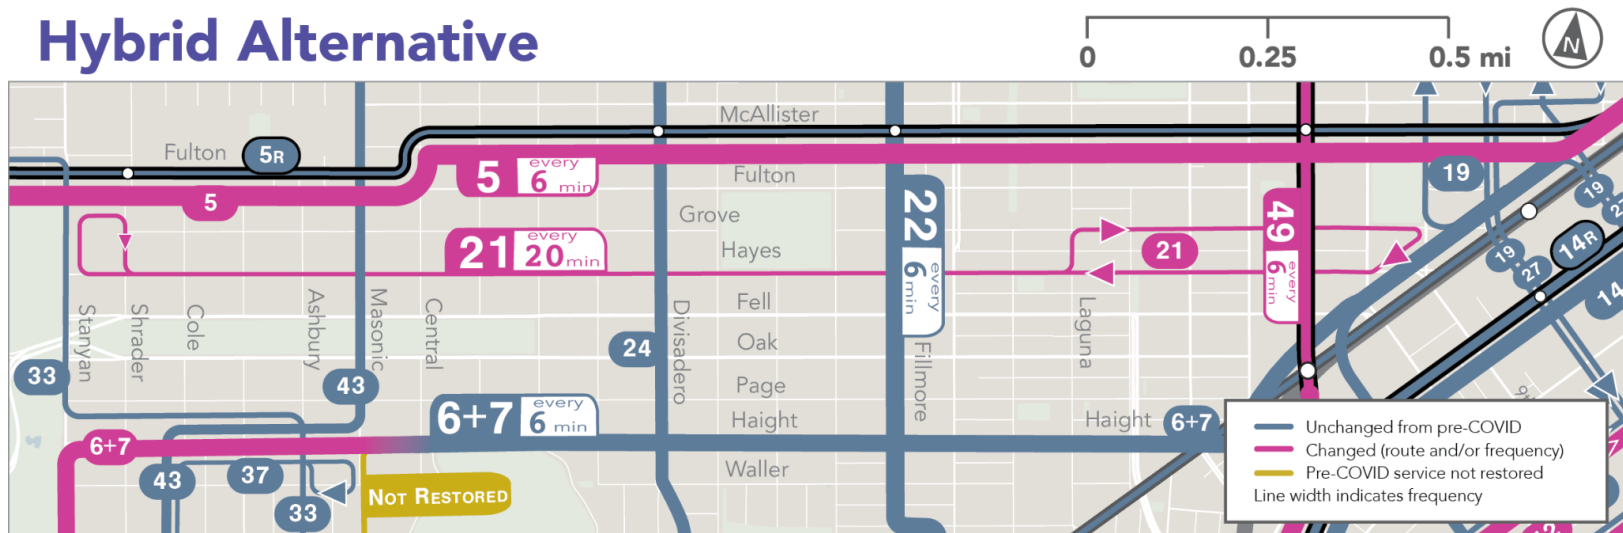 Hybrid Alternative
0 0.25 0.5 mi
N
McAllister
Fulton
5R
5 every 6 min
Fulton
19
5
Grove
22 every 6 min
49 every 6 min
19
27
21 every 20 min
Hayes
21
14R
19
27
14
Stanyan
Shrader
Cole
Ashbury
Masonic
Central
Fell
Divisadero
Laguna
24
Oak
Fillmore
33
43
Page
6+7 every 6 min
Haight
Haight
6+7
6+7
43
37
Waller
NOT RESTORED
33
Unchanged from pre-COVID
Changed (route and/or frequency)
Pre-COVID service not restored
Line width indicates frequency